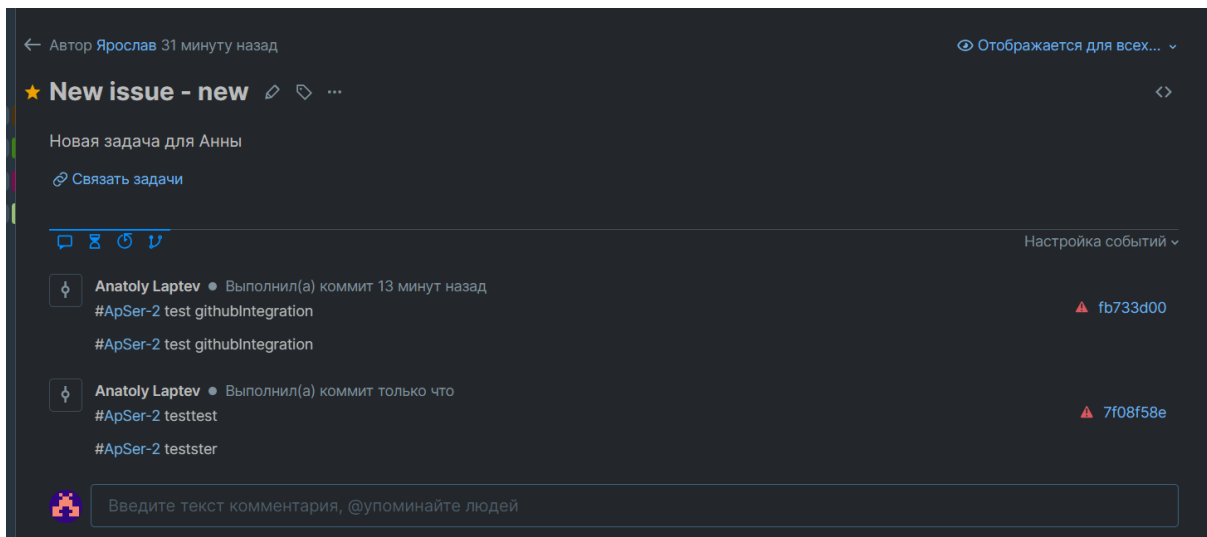 Автор Ярослав 31 минуту назад
Отображается для всех...
New issue - new
Новая задача для Анны
Связать задачи
Настройка событий
Anatoly Laptev Выполнил(а) коммит 13 минут назад
#ApSer-2 test githubIntegration
fb733d00
#ApSer-2 test githubIntegration
Anatoly Laptev Выполнил(а) коммит только что
#ApSer-2 testtest
7f08f58e
#ApSer-2 testster
Введите текст комментария, @упоминайте людей